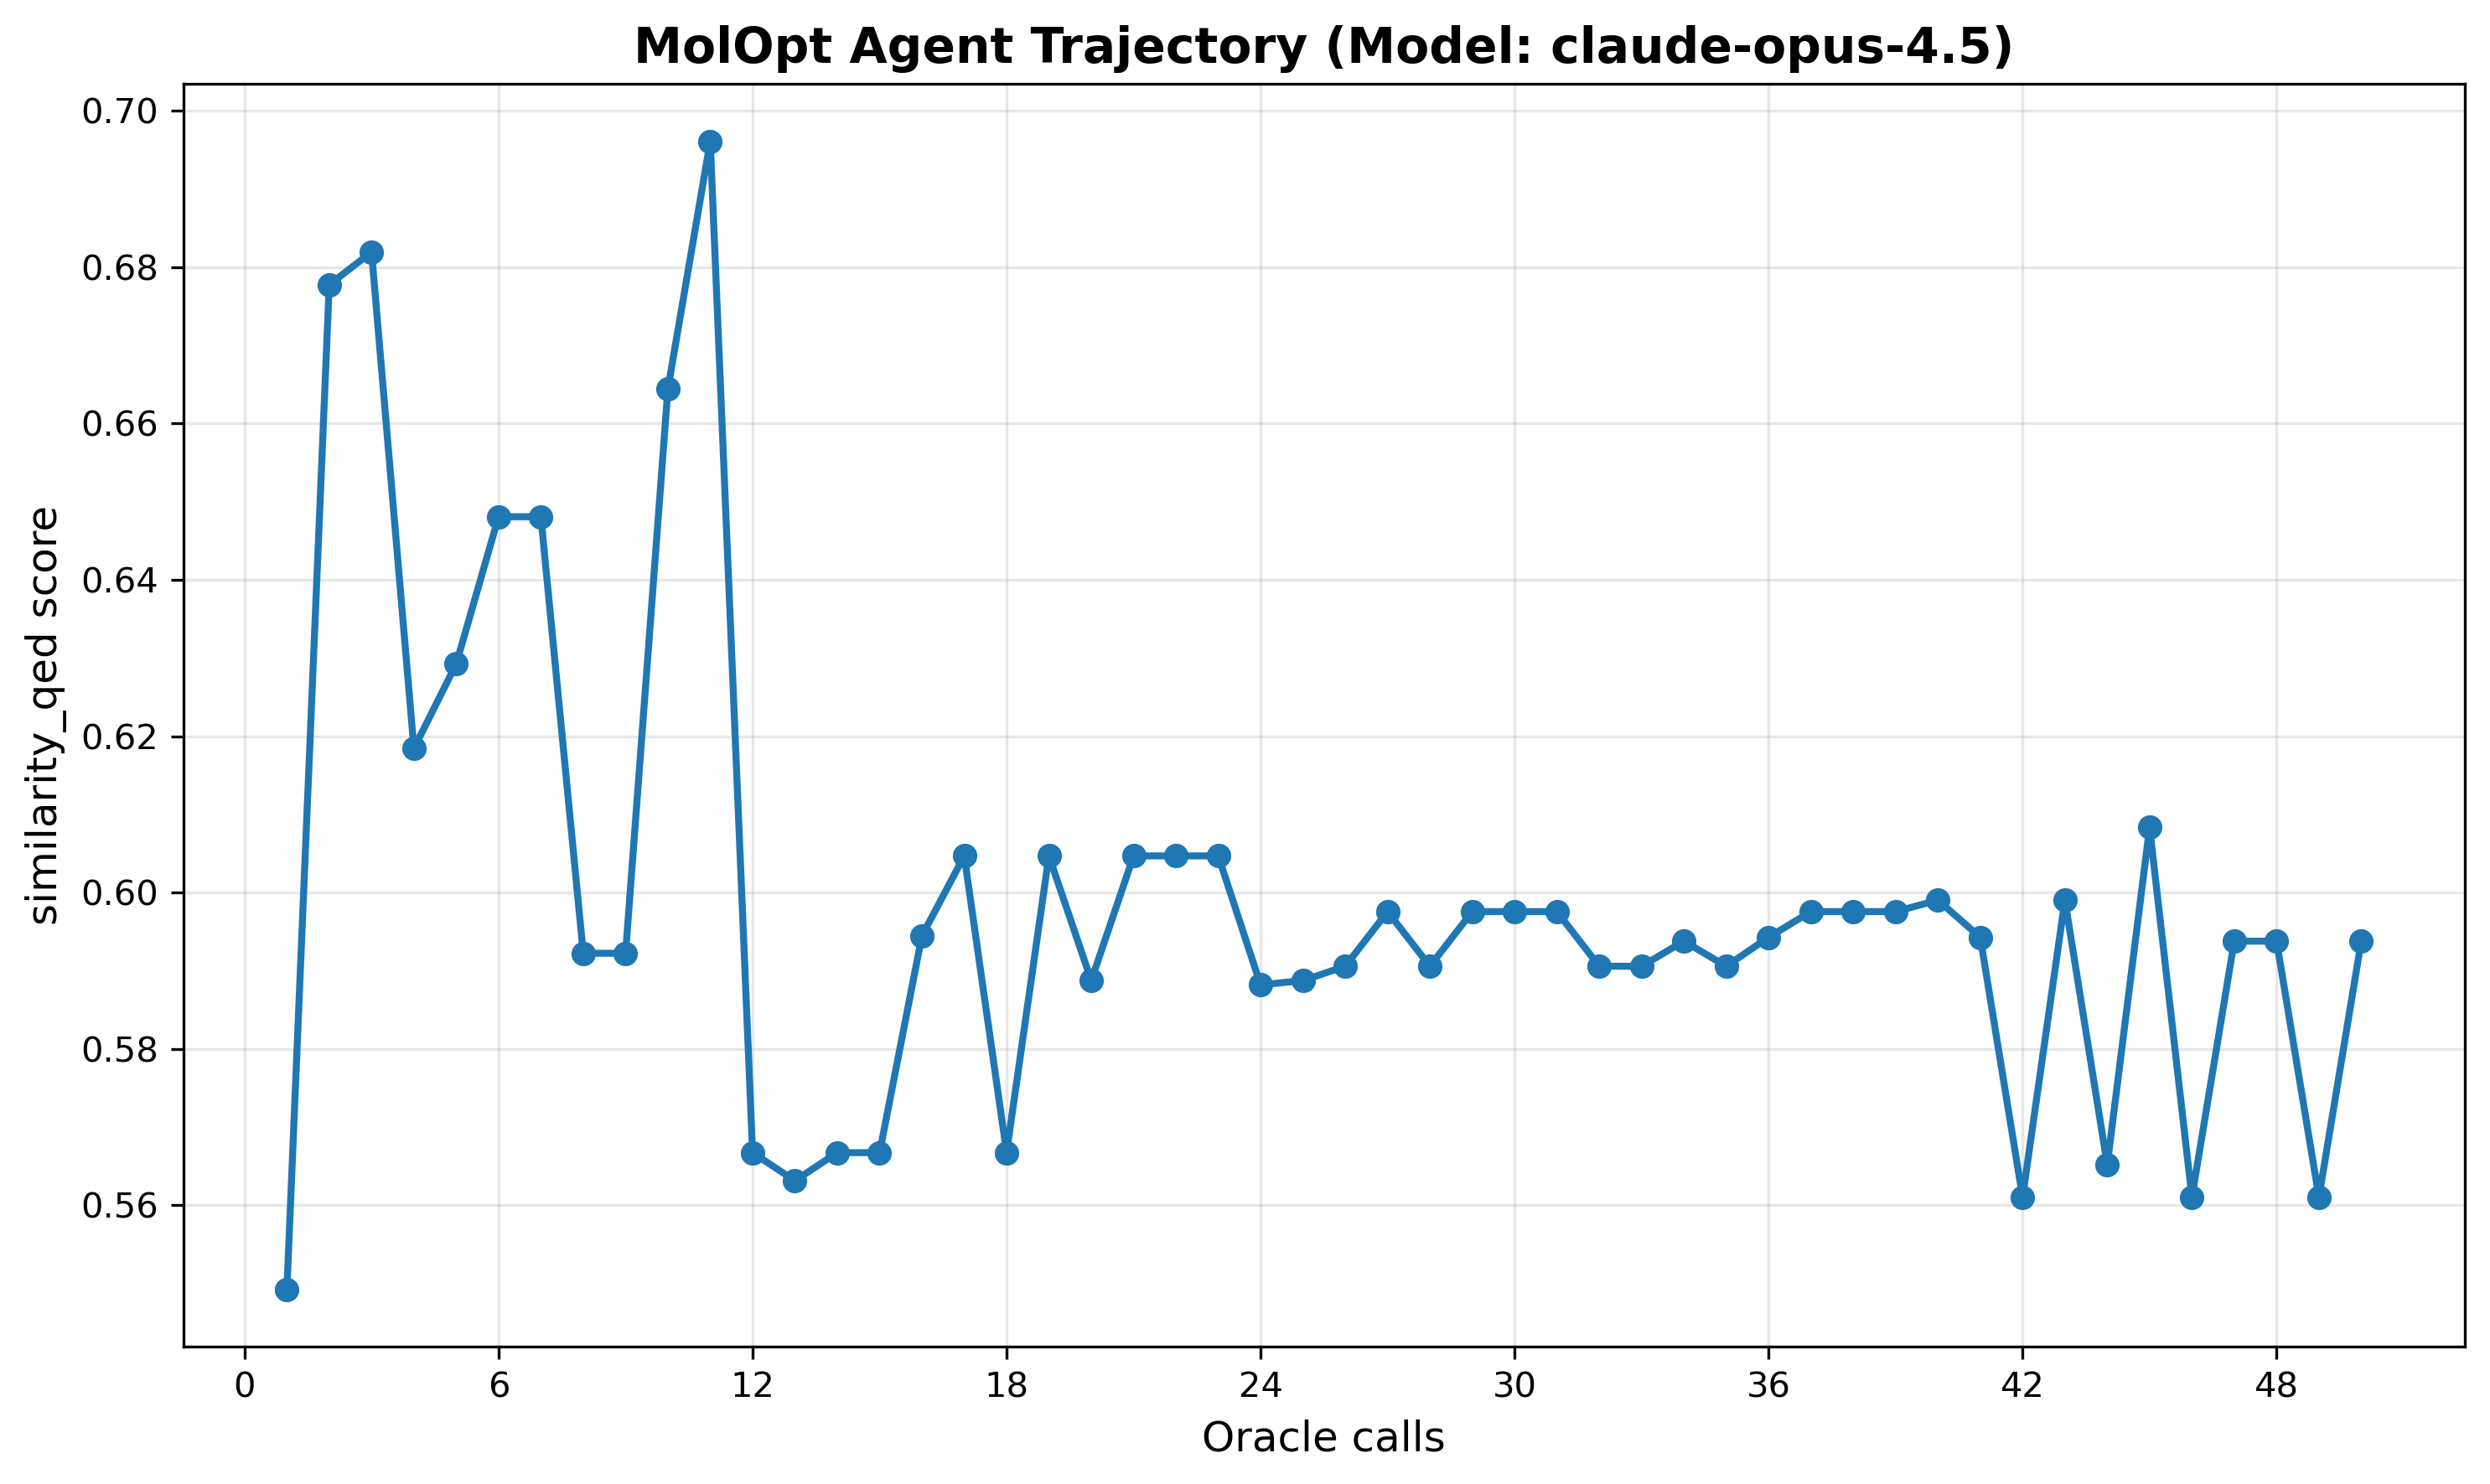 MolOpt Agent Trajectory (Model: claude-opus-4.5)
similarity_qed score
0.70
0.68
0.66
0.64
0.62
0.60
0.58
0.56
0 6 12 18 24 30 36 42 48
Oracle calls